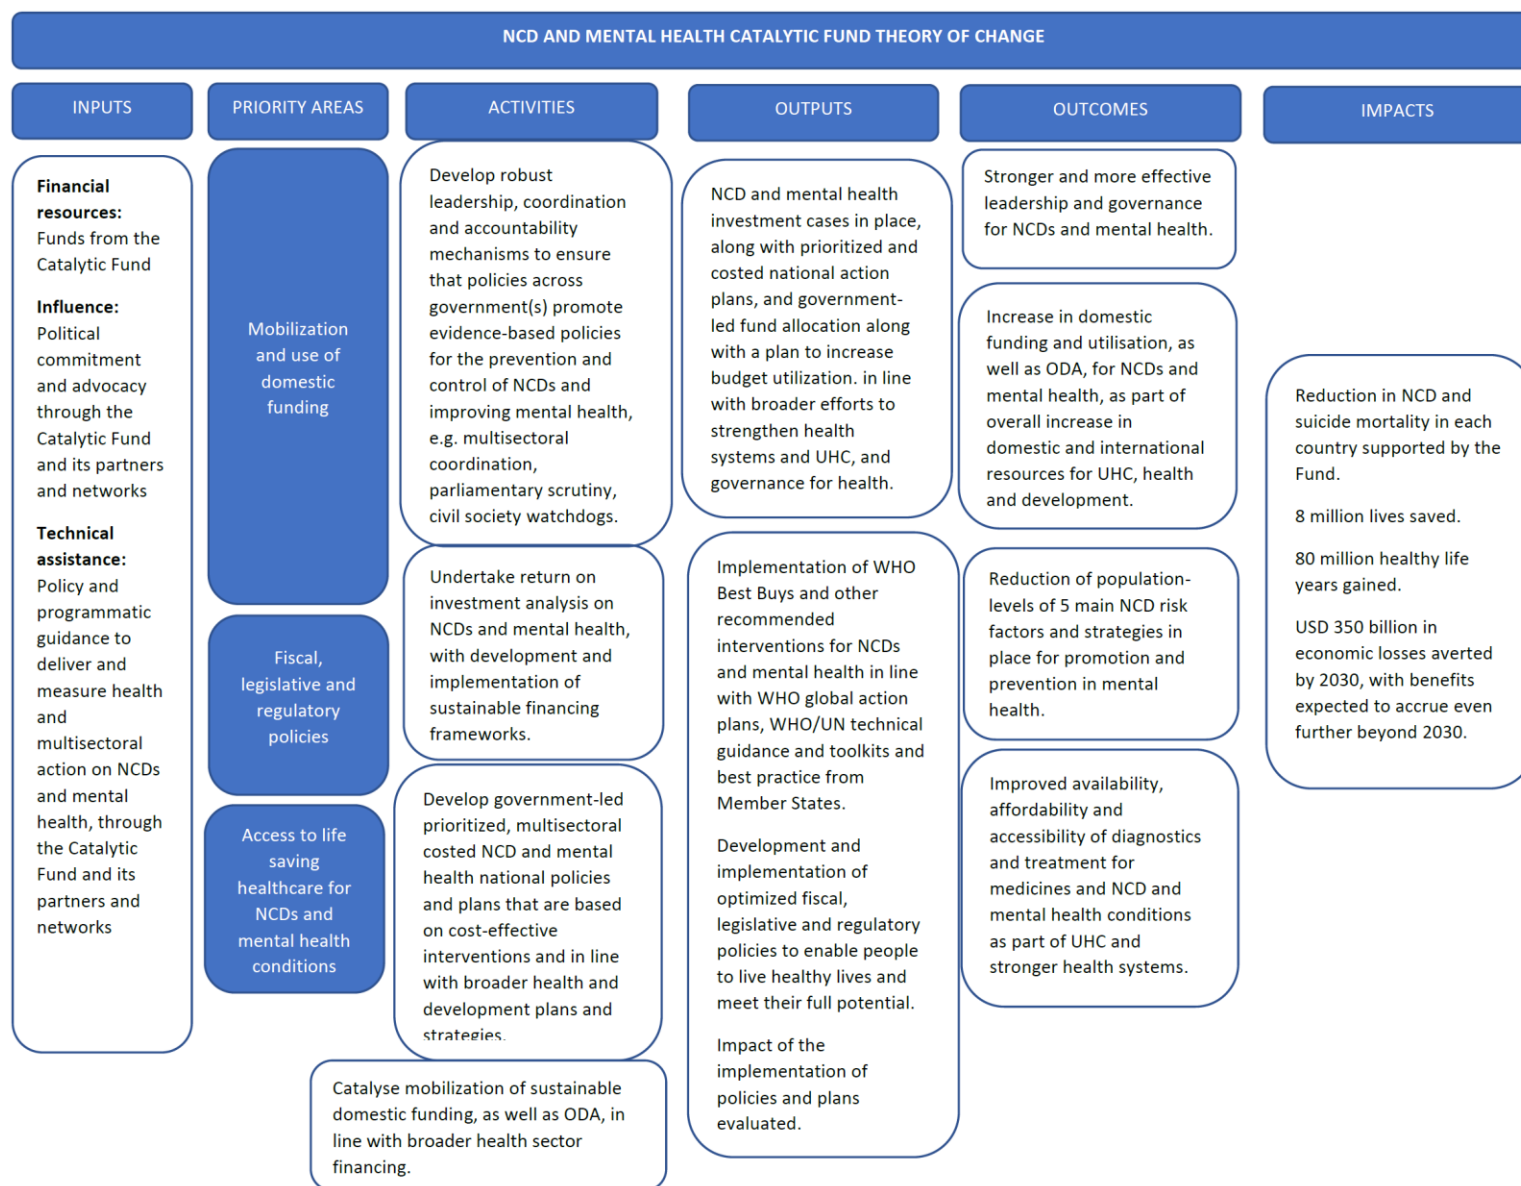 NCD AND MENTAL HEALTH CATALYTIC FUND THEORY OF CHANGE
INPUTS
Financial
resources:
Funds from the
Catalytic Fund
Influence:
Political
commitment
and advocacy
through the
Catalytic Fund
and its partners
and networks
Technical
assistance:
Policy and
programmatic
guidance to
deliver and
measure health
and
multisectoral
action on NCDs
and mental
health, through
the Catalytic
Fund and its
partners and
networks
PRIORITY AREAS
Mobilization
and use of
domestic
funding
Fiscal,
legislative and
regulatory
policies
Access to life
saving
healthcare for
NCDs and
mental health
conditions
ACTIVITIES
Develop robust
leadership, coordination
and accountability
mechanisms to ensure
that policies across
government(s) promote
evidence-based policies
for the prevention and
control of NCDs and
improving mental health,
e.g. multisectoral
coordination,
parliamentary scrutiny,
civil society watchdogs.
Undertake return on
investment analysis on
NCDs and mental health,
with development and
implementation of
sustainable financing
frameworks.
Develop government-led
prioritized, multisectoral
costed NCD and mental
health national policies
and plans that are based
on cost-effective
interventions and in line
with broader health and
development plans and
strategies.
Catalyse mobilization of sustainable
domestic funding, as well as ODA, in
line with broader health sector
financing.
OUTPUTS
NCD and mental health
investment cases in place,
along with prioritized and
costed national action
plans, and government-
led fund allocation along
with a plan to increase
budget utilization. in line
with broader efforts to
strengthen health
systems and UHC, and
governance for health.
Implementation of WHO
Best Buys and other
recommended
interventions for NCDs
and mental health in line
with WHO global action
plans, WHO/UN technical
guidance and toolkits and
best practice from
Member States.
Development and
implementation of
optimized fiscal,
legislative and regulatory
policies to enable people
to live healthy lives and
meet their full potential.
Impact of the
implementation of
policies and plans
evaluated.
OUTCOMES
Stronger and more effective
leadership and governance
for NCDs and mental health.
Increase in domestic
funding and utilisation, as
well as ODA, for NCDs and
mental health, as part of
overall increase in
domestic and international
resources for UHC, health
and development.
Reduction of population-
levels of 5 main NCD risk
factors and strategies in
place for promotion and
prevention in mental
health.
Improved availability,
affordability and
accessibility of diagnostics
and treatment for
medicines and NCD and
mental health conditions
as part of UHC and
stronger health systems.
IMPACTS
Reduction in NCD and
suicide mortality in each
country supported by the
Fund.
8 million lives saved.
80 million healthy life
years gained.
USD 350 billion in
economic losses averted
by 2030, with benefits
expected to accrue even
further beyond 2030.